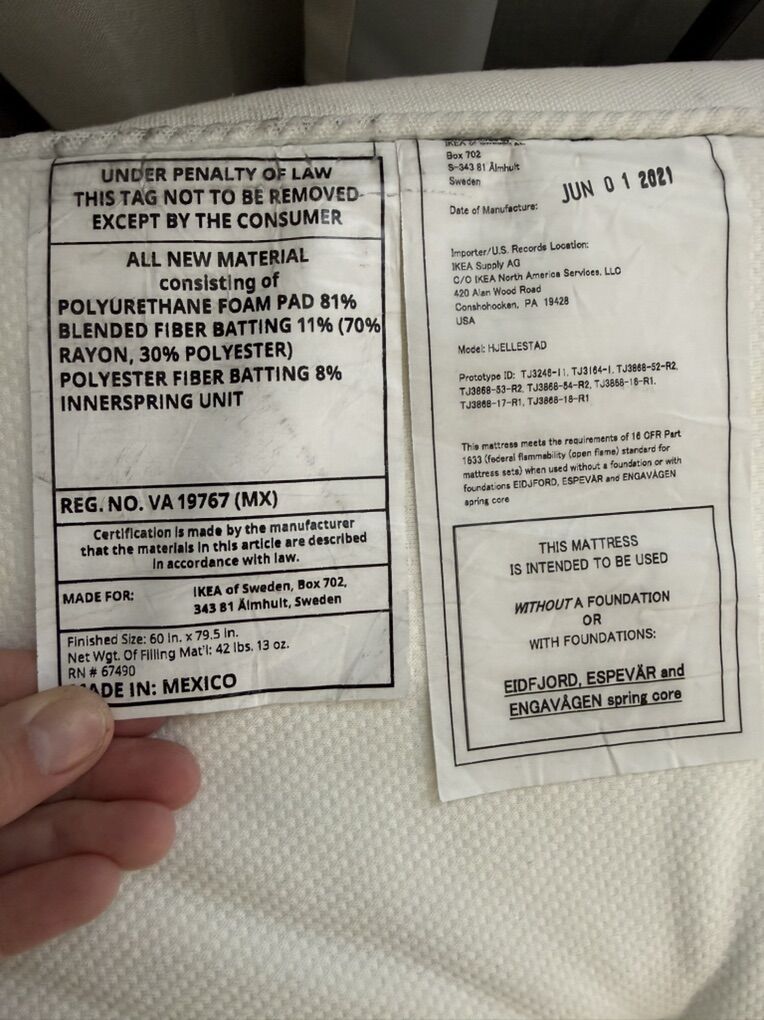 UNDER PENALTY OF LAW
THIS TAG NOT TO BE REMOVED
EXCEPT BY THE CONSUMER
ALL NEW MATERIAL
consisting of
POLYURETHANE FOAM PAD 81%
BLENDED FIBER BATTING 11% (70%
RAYON, 30% POLYESTER)
POLYESTER FIBER BATTING 8%
INNERSPRING UNIT
REG. NO. VA 19767 (MX)
Certification is made by the manufacturer
that the materials in this article are described
in accordance with law.
MADE FOR: IKEA of Sweden, Box 702,
343 81 Älmhult, Sweden
Finished Size: 60 in. x 79.5 in.
Net Wgt. Of Filling Mat'l: 42 lbs. 13 oz.
RN # 67490
MADE IN: MEXICO
IKEA of Sweden AG
Box 702
S-343 81 Älmhult
Sweden
Date of Manufacture: JUN 01 2021
Importer/U.S. Records Location:
IKEA Supply AG
C/O IKEA North America Services, LLC
420 Alan Wood Road
Conshohocken, PA 19428
USA
Model: HJELLESTAD
Prototype ID: TJ3246-11, TJ3164-1, TJ3868-52-R2,
TJ3868-53-R2, TJ3868-54-R2, TJ3868-16-R1,
TJ3868-17-R1, TJ3868-18-R1
This mattress meets the requirements of 16 CFR Part
1633 (federal flammability (open flame) standard for
mattress sets) when used without a foundation or with
foundations EIDJFORD, ESPEVÄR and ENGAVÅGEN
spring core
THIS MATTRESS
IS INTENDED TO BE USED
WITHOUT A FOUNDATION
OR
WITH FOUNDATIONS:
EIDFJORD, ESPEVÄR and
ENGAVÅGEN spring core